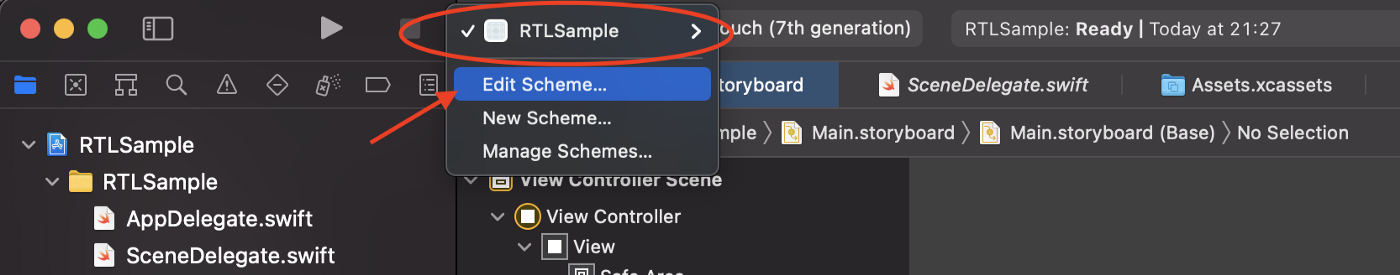 RTLSample
ouch (7th generation)
RTLSample: Ready | Today at 21:27
Edit Scheme...
New Scheme...
Manage Schemes...
toryboard
SceneDelegate.swift
Assets.xcassets
mple
Main.storyboard
Main.storyboard (Base)
No Selection
RTLSample
RTLSample
AppDelegate.swift
SceneDelegate.swift
View Controller Scene
View Controller
View
Safe Area